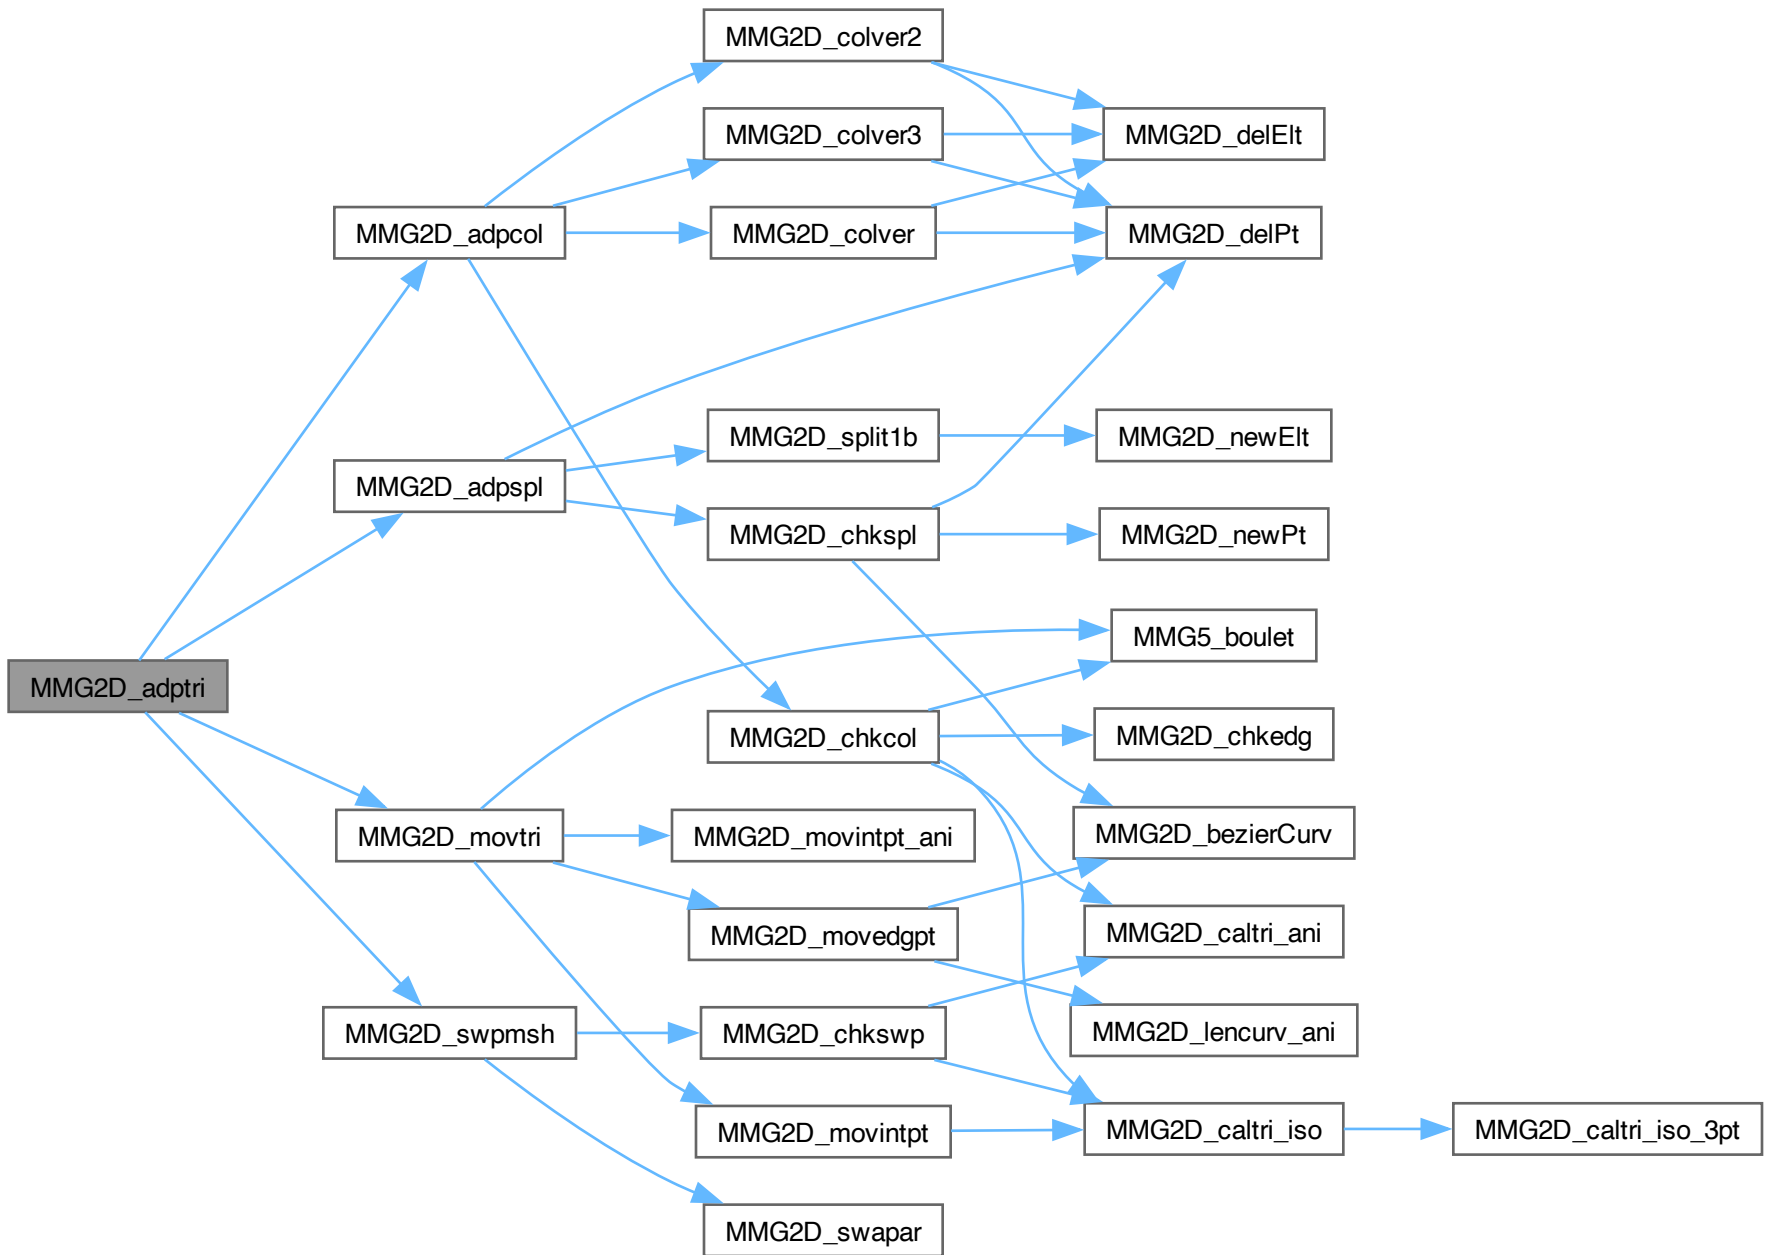 MMG2D_adptri
MMG2D_adpcol
MMG2D_adpspl
MMG2D_movtri
MMG2D_swpmsh
MMG2D_colver2
MMG2D_colver3
MMG2D_colver
MMG2D_split1b
MMG2D_chkspl
MMG2D_chkcol
MMG2D_movintpt_ani
MMG2D_movedgpt
MMG2D_chkswp
MMG2D_movintpt
MMG2D_swapar
MMG2D_delElt
MMG2D_delPt
MMG2D_newElt
MMG2D_newPt
MMG5_boulet
MMG2D_chkedg
MMG2D_bezierCurv
MMG2D_caltri_ani
MMG2D_lencurv_ani
MMG2D_caltri_iso
MMG2D_caltri_iso_3pt